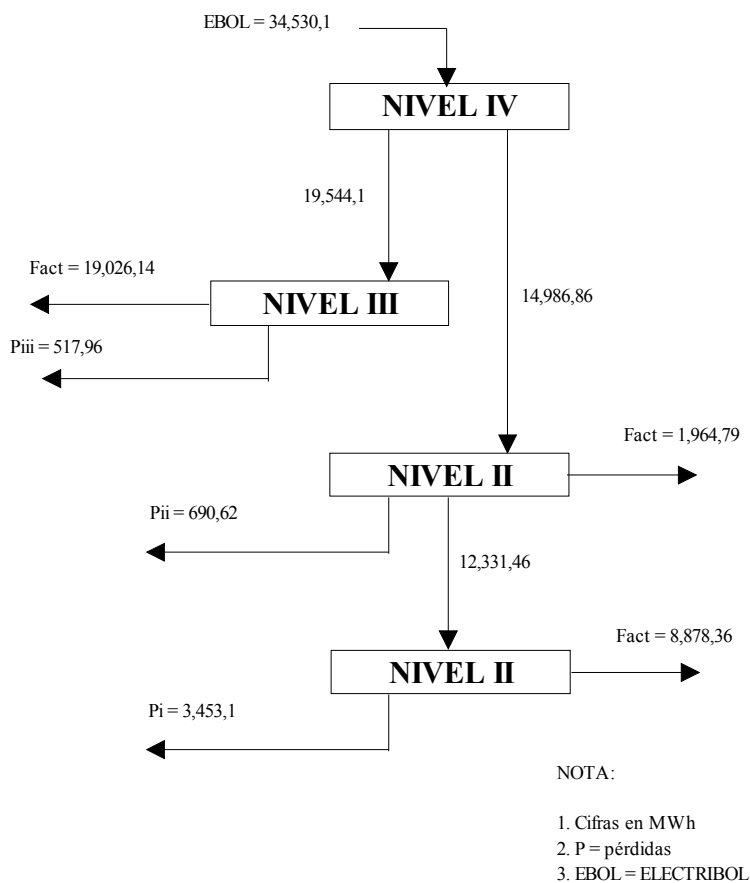 EBOL = 34,530,1
NIVEL IV
19,544,1
Fact = 19,026,14
NIVEL III
14,986,86
Piii = 517,96
Fact = 1,964,79
NIVEL II
Pii = 690,62
12,331,46
Fact = 8,878,36
NIVEL II
Pi = 3,453,1
NOTA:
1. Cifras en MWh
2. P = pérdidas
3. EBOL = ELECTRIBOL